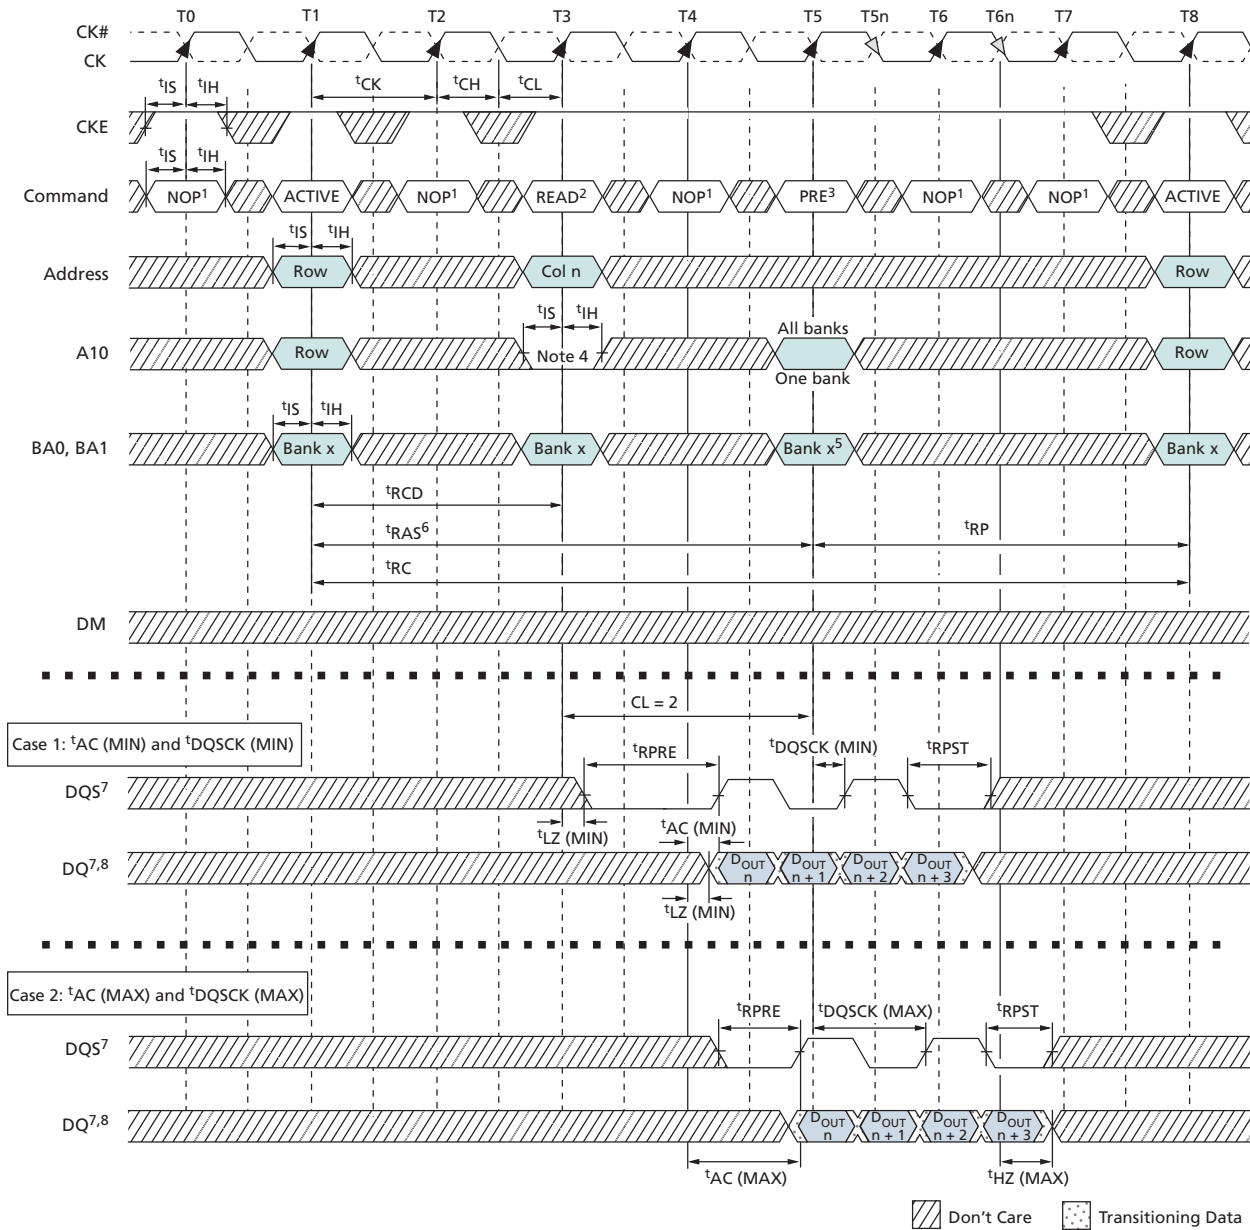 T0 T1 T2 T3 T4 T5 T5n T6 T6n T7 T8
CK#
CK
tIS tIH tCK tCH tCL
CKE
tIS tIH
Command NOP1 ACTIVE NOP1 READ2 NOP1 PRE3 NOP1 NOP1 ACTIVE
tIS tIH
Address Row Col n Row
tIS tIH
All banks
A10 Row Note 4 Row
One bank
tIS tIH
BA0, BA1 Bank x Bank x Bank x5 Bank x
tRCD
tRAS6 tRP
tRC
DM
CL = 2
Case 1: tAC (MIN) and tDQSCK (MIN)
tRPRE tDQSCK (MIN) tRPST
DQS7
tLZ (MIN) tAC (MIN)
DQ7,8 DOUT n DOUT n + 1 DOUT n + 2 DOUT n + 3
tLZ (MIN)
Case 2: tAC (MAX) and tDQSCK (MAX)
tRPRE tDQSCK (MAX) tRPST
DQS7
DQ7,8 DOUT n DOUT n + 1 DOUT n + 2 DOUT n + 3
tAC (MAX) tHZ (MAX)
Don't Care Transitioning Data